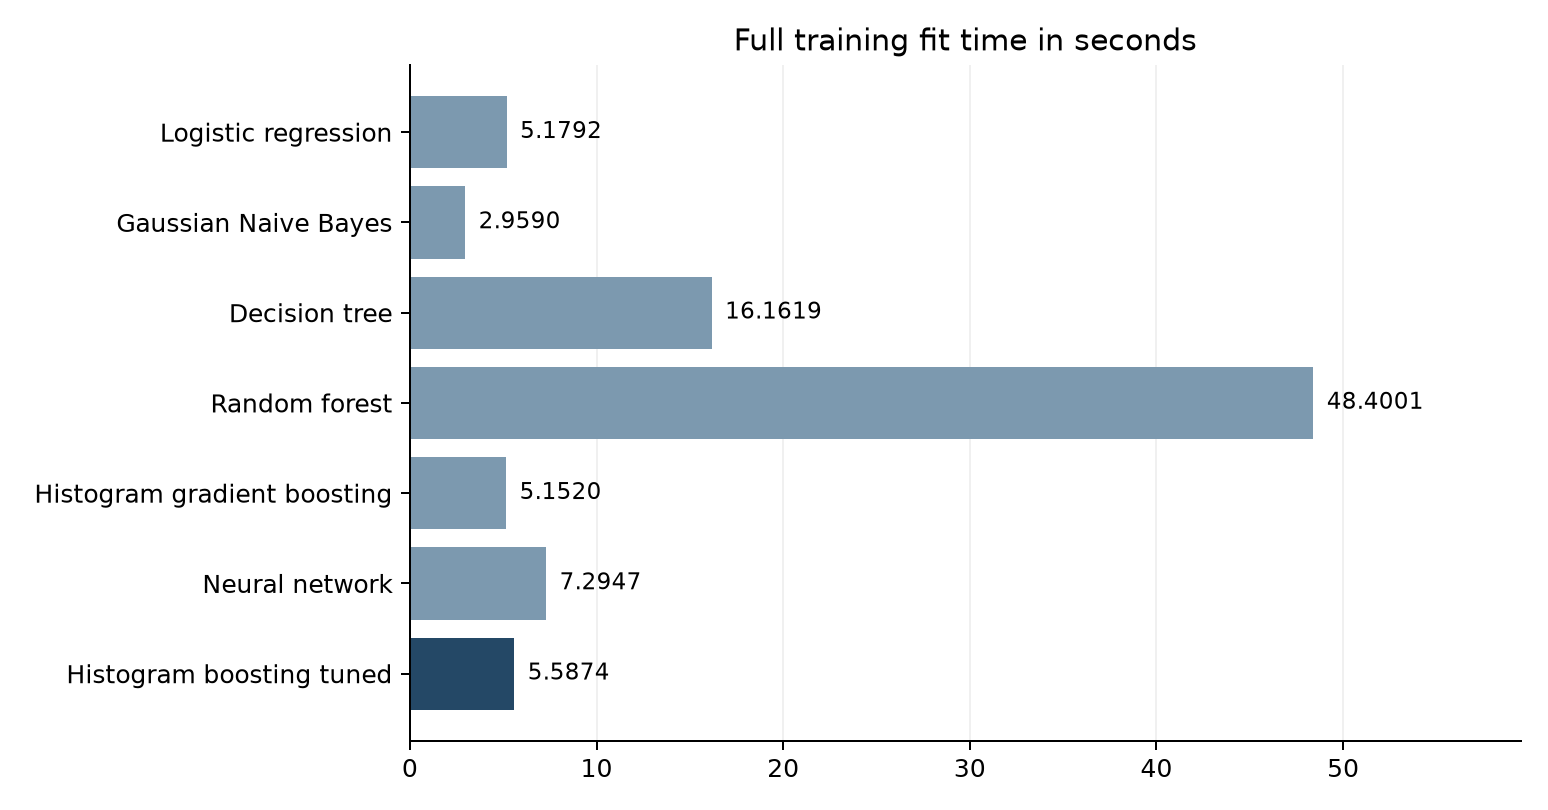 Full training fit time in seconds
Logistic regression 5.1792
Gaussian Naive Bayes 2.9590
Decision tree 16.1619
Random forest 48.4001
Histogram gradient boosting 5.1520
Neural network 7.2947
Histogram boosting tuned 5.5874
0 10 20 30 40 50